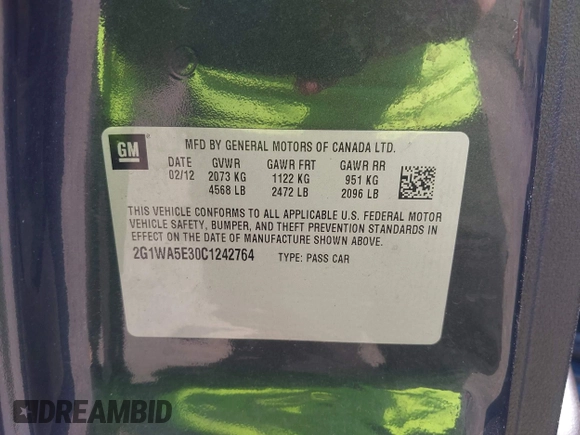 GM
MFD BY GENERAL MOTORS OF CANADA LTD.
DATE GVWR GAWR FRT GAWR RR
02/12 2073 KG 1122 KG 951 KG
4568 LB 2472 LB 2096 LB
THIS VEHICLE CONFORMS TO ALL APPLICABLE U.S. FEDERAL MOTOR
VEHICLE SAFETY, BUMPER, AND THEFT PREVENTION STANDARDS IN
EFFECT ON THE DATE OF MANUFACTURE SHOWN ABOVE.
2G1WA5E30C1242764 TYPE: PASS CAR
DREAMBID